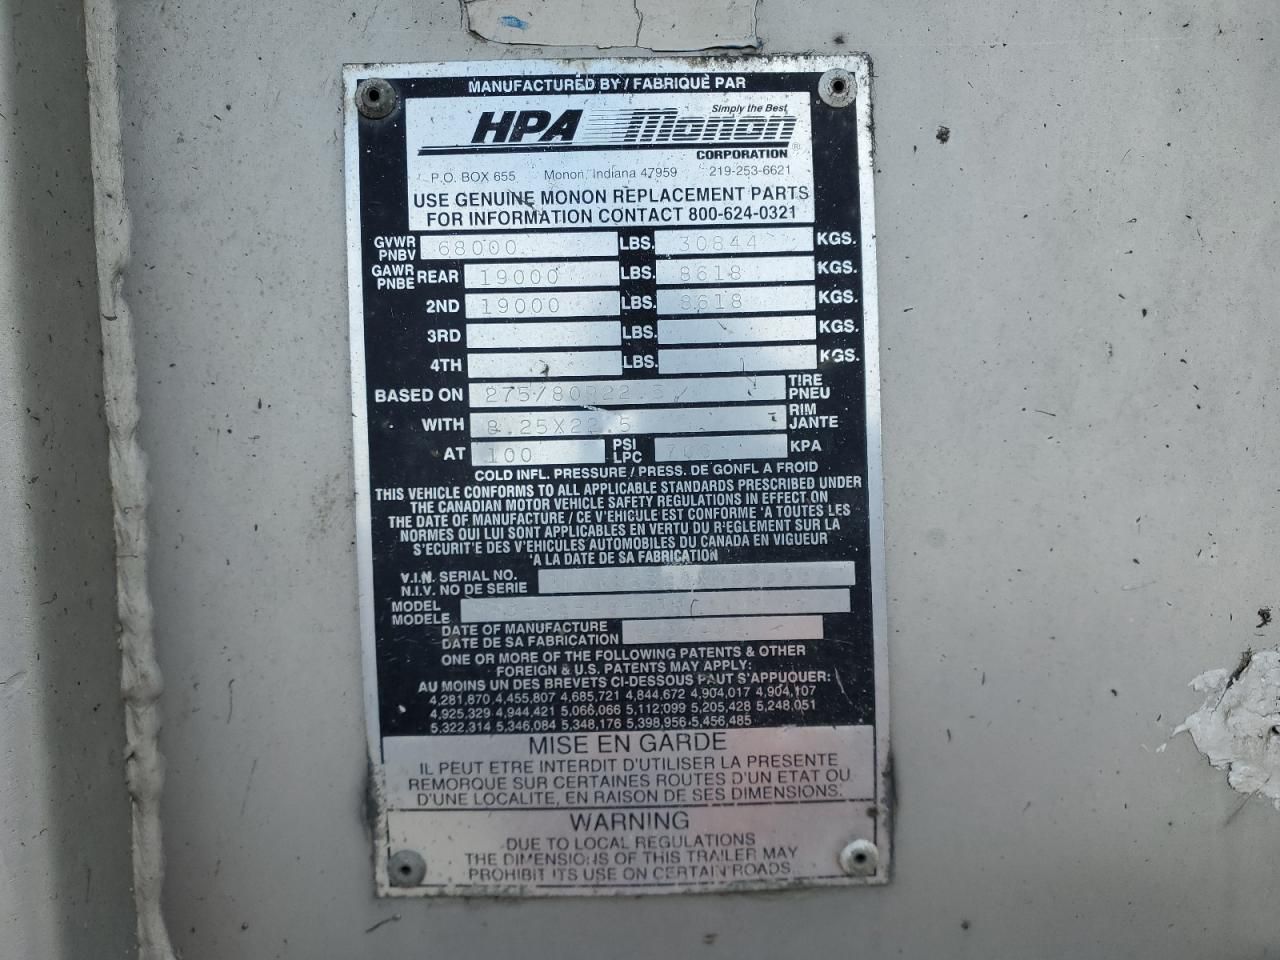 MANUFACTURED BY / FABRIQUÉ PAR
Simply the Best
HPA Monon
CORPORATION
P.O. BOX 655 Monon, Indiana 47959 219-253-6621
USE GENUINE MONON REPLACEMENT PARTS
FOR INFORMATION CONTACT 800-624-0321
GVWR PNBV 68000 LBS. 30844 KGS.
GAWR PNBE REAR 19000 LBS. 8618 KGS.
2ND 19000 LBS. 8618 KGS.
3RD LBS. KGS.
4TH LBS. KGS.
BASED ON 275/80R22.5 TIRE PNEU
WITH 8.25X22.5 RIM JANTE
AT 100 PSI LPC KPA
COLD INFL. PRESSURE / PRESS. DE GONFL A FROID
THIS VEHICLE CONFORMS TO ALL APPLICABLE STANDARDS PRESCRIBED UNDER
THE CANADIAN MOTOR VEHICLE SAFETY REGULATIONS IN EFFECT ON
THE DATE OF MANUFACTURE / CE V'EHICULE EST CONFORME 'A TOUTES LES
NORMES QUI LUI SONT APPLICABLES EN VERTU DU R'EGLEMENT SUR LA
S'ECURIT'E DES V'EHICULES AUTOMOBILES DU CANADA EN VIGUEUR
'A LA DATE DE SA FABRICATION
V.I.N. SERIAL NO.
N.I.V. NO DE SERIE
MODEL
MODELE
DATE OF MANUFACTURE
DATE DE SA FABRICATION
ONE OR MORE OF THE FOLLOWING PATENTS & OTHER
FOREIGN & U.S. PATENTS MAY APPLY:
AU MOINS UN DES BREVETS CI-DESSOUS PAUT S'APPUQUER:
4,281,870 4,455,807 4,685,721 4,844,672 4,904,017 4,904,107
4,925,329 4,944,421 5,066,066 5,112,099 5,205,428 5,248,051
5,322,314 5,346,084 5,348,176 5,398,956 5,456,485
MISE EN GARDE
IL PEUT ETRE INTERDIT D'UTILISER LA PRESENTE
REMORQUE SUR CERTAINES ROUTES D'UN ETAT OU
D'UNE LOCALITE, EN RAISON DE SES DIMENSIONS.
WARNING
DUE TO LOCAL REGULATIONS
THE DIMENSIONS OF THIS TRAILER MAY
PROHIBIT ITS USE ON CERTAIN ROADS.